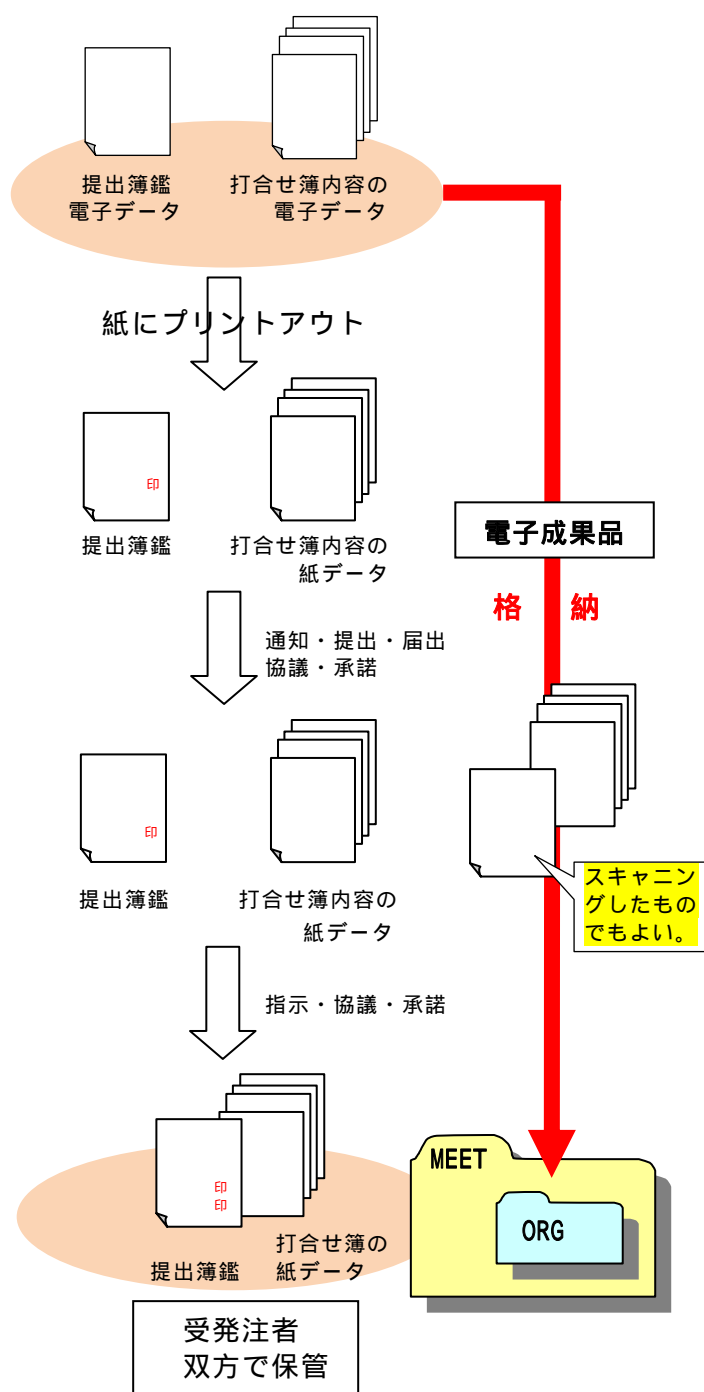 提出簿鑑
電子データ
打合せ簿内容の
電子データ
紙にプリントアウト
印
提出簿鑑
打合せ簿内容の
紙データ
電子成果品
格 納
通知・提出・届出
協議・承諾
印
提出簿鑑
打合せ簿内容の
紙データ
スキャニン
グしたもの
でもよい。
指示・協議・承諾
印
印
提出簿鑑
打合せ簿の
紙データ
MEET
ORG
受発注者
双方で保管